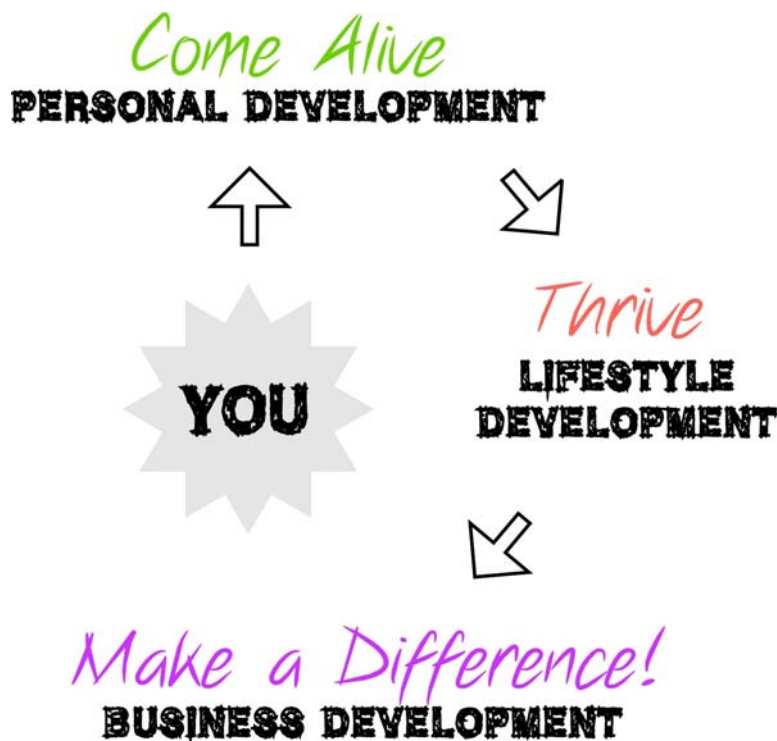 Come Alive
PERSONAL DEVELOPMENT
Thrive
LIFESTYLE
DEVELOPMENT
YOU
Make a Difference!
BUSINESS DEVELOPMENT